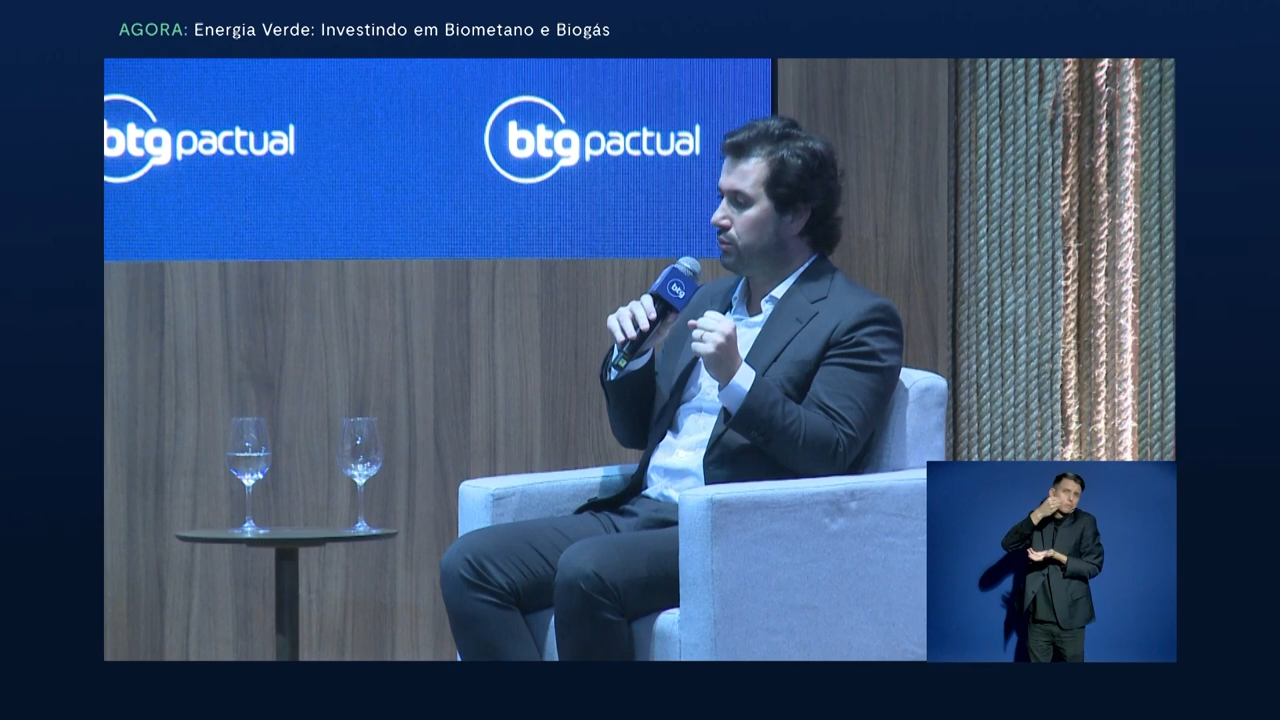 AGORA: Energia Verde: Investindo em Biometano e Biogás
btg pactual
btg pactual
btg